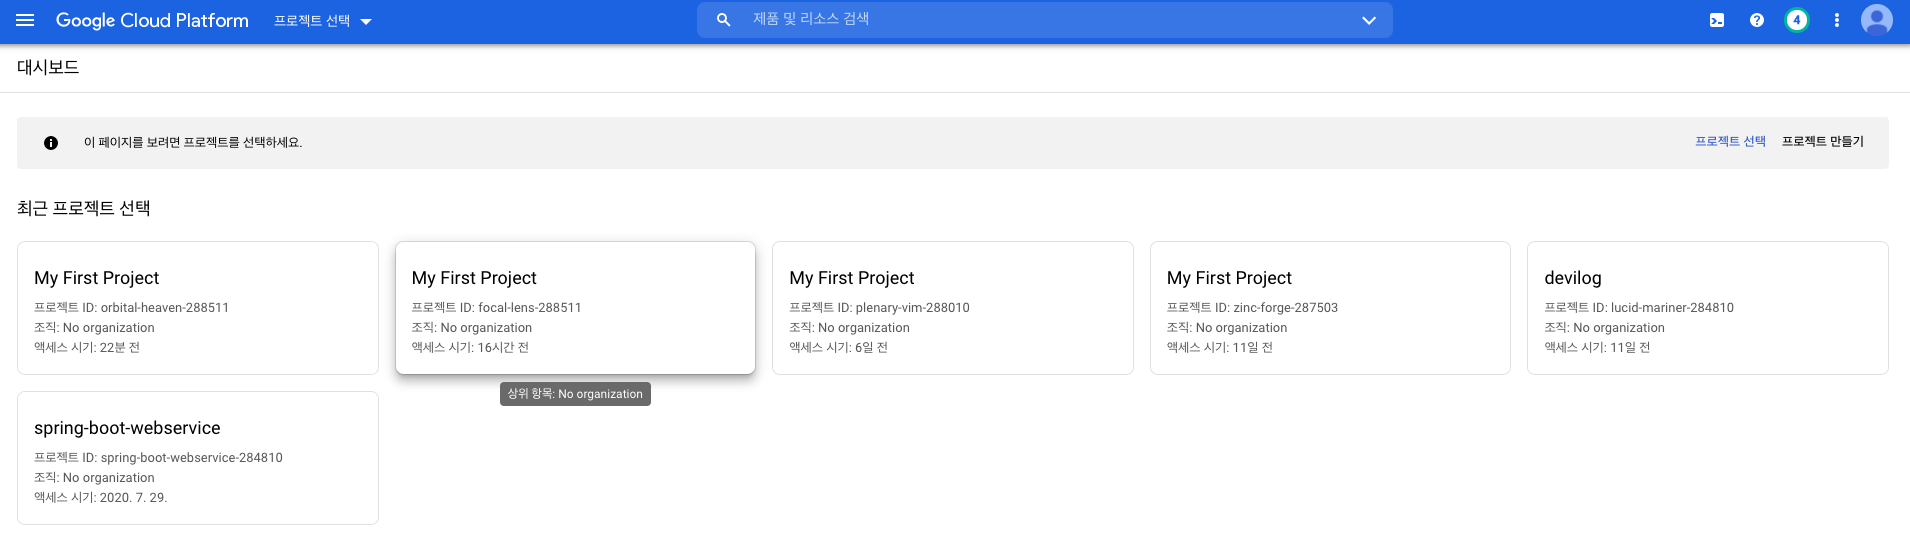 Google Cloud Platform 프로젝트 선택 제품 및 리소스 검색 4
대시보드
이 페이지를 보려면 프로젝트를 선택하세요. 프로젝트 선택 프로젝트 만들기
최근 프로젝트 선택
My First Project
프로젝트 ID: orbital-heaven-288511
조직: No organization
액세스 시기: 22분 전
My First Project
프로젝트 ID: focal-lens-288511
조직: No organization
액세스 시기: 16시간 전
My First Project
프로젝트 ID: plenary-vim-288010
조직: No organization
액세스 시기: 6일 전
My First Project
프로젝트 ID: zinc-forge-287503
조직: No organization
액세스 시기: 11일 전
devilog
프로젝트 ID: lucid-mariner-284810
조직: No organization
액세스 시기: 11일 전
상위 항목: No organization
spring-boot-webservice
프로젝트 ID: spring-boot-webservice-284810
조직: No organization
액세스 시기: 2020. 7. 29.